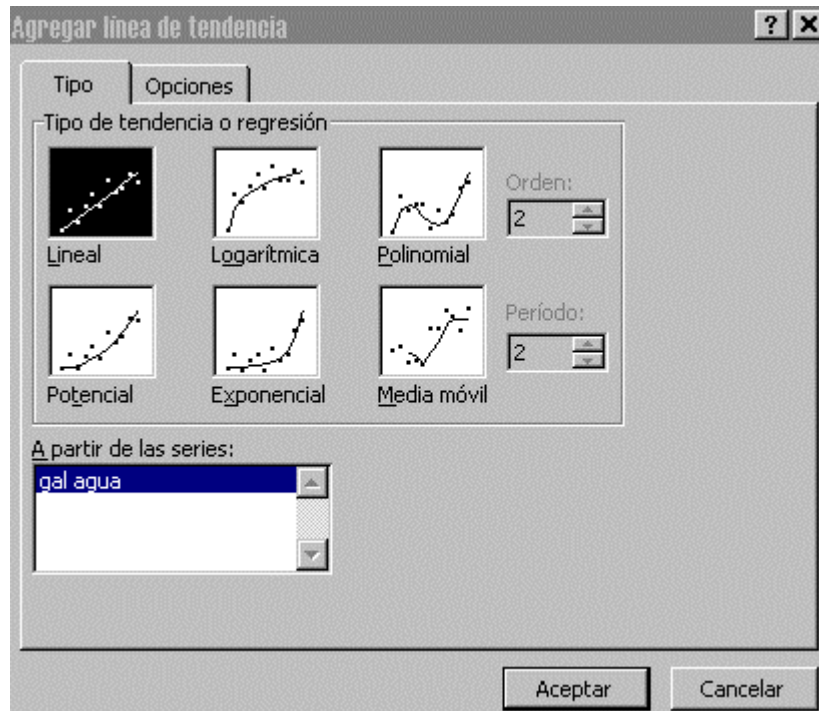 Agregar línea de tendencia
Tipo
Opciones
Tipo de tendencia o regresión
Lineal
Logarítmica
Polinomial
Orden:
2
Potencial
Exponencial
Media móvil
Período:
2
A partir de las series:
gal agua
Aceptar
Cancelar